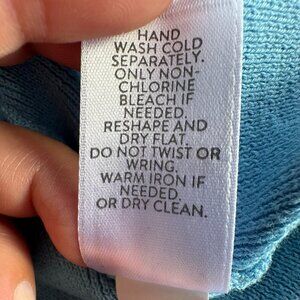 HAND
WASH COLD
SEPARATELY.
ONLY NON-
CHLORINE
BLEACH IF
NEEDED.
RESHAPE AND
DRY FLAT.
DO NOT TWIST OR
WRING.
WARM IRON IF
NEEDED.
OR DRY CLEAN.